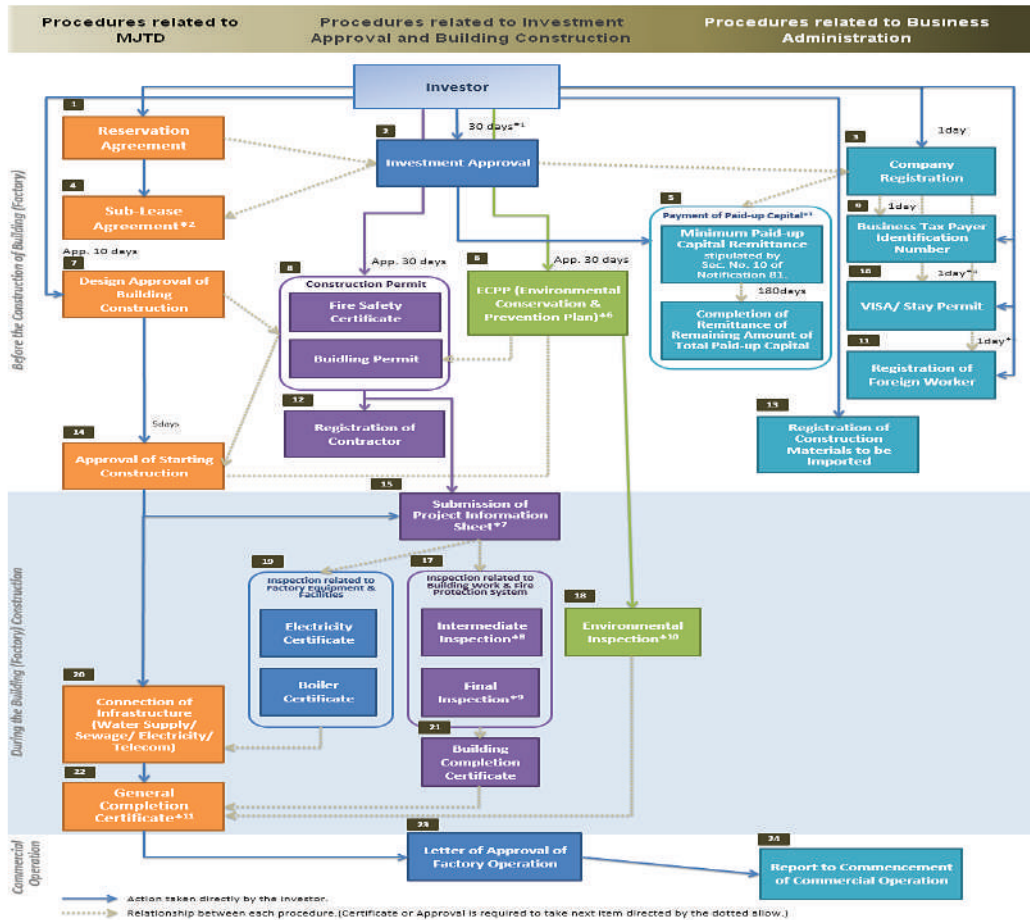 Procedures related to
MJTD
Procedures related to Investment
Approval and Building Construction
Procedures related to Business
Administration
Before the Construction of Building (Factory)
Investor
1
Reservation
Agreement
30 days*1
2
Investment Approval
1day
3
Company
Registration
4
Sub-Lease
Agreement*2
5
Payment of Paid-up Capital*3
Minimum Paid-up
Capital Remittance
stipulated by
Sec. No. 10 of
Notification 81.
180days
Completion of
Remittance of
Remaining Amount of
Total Paid-up Capital
9
1day
Business Tax Payer
Identification
Number
10
VISA/ Stay Permit
11
Registration of
Foreign Worker
App. 10 days
7
Design Approval of
Building
Construction
App. 30 days
8
Construction Permit
Fire Safety
Certificate
Buidling Permit
6
App. 30 days
ECPP (Environmental
Conservation &
Prevention Plan)*6
12
Registration of
Contractor
13
Registration of
Construction
Materials to be
Imported
5days
14
Approval of Starting
Construction
During the Building (Factory) Construction
15
Submission of
Project Information
Sheet*7
19
Inspection related to
Factory Equipment &
Facilities
Electricity
Certificate
Boiler
Certificate
17
Inspection related to
Building Work & Fire
Protection System
Intermediate
Inspection*8
Final
Inspection*9
18
Environmental
Inspection*10
20
Connection of
Infrastructure
(Water Supply/
Sewage/ Electricity/
Telecom)
21
Building
Completion
Certificate
22
General
Completion
Certificate*11
Commercial
Operation
23
Letter of Approval of
Factory Operation
24
Report to Commencement
of Commercial Operation
Action taken directly by the investor.
Relationship between each procedure.(Certificate or Approval is required to take next item directed by the dotted allow.)